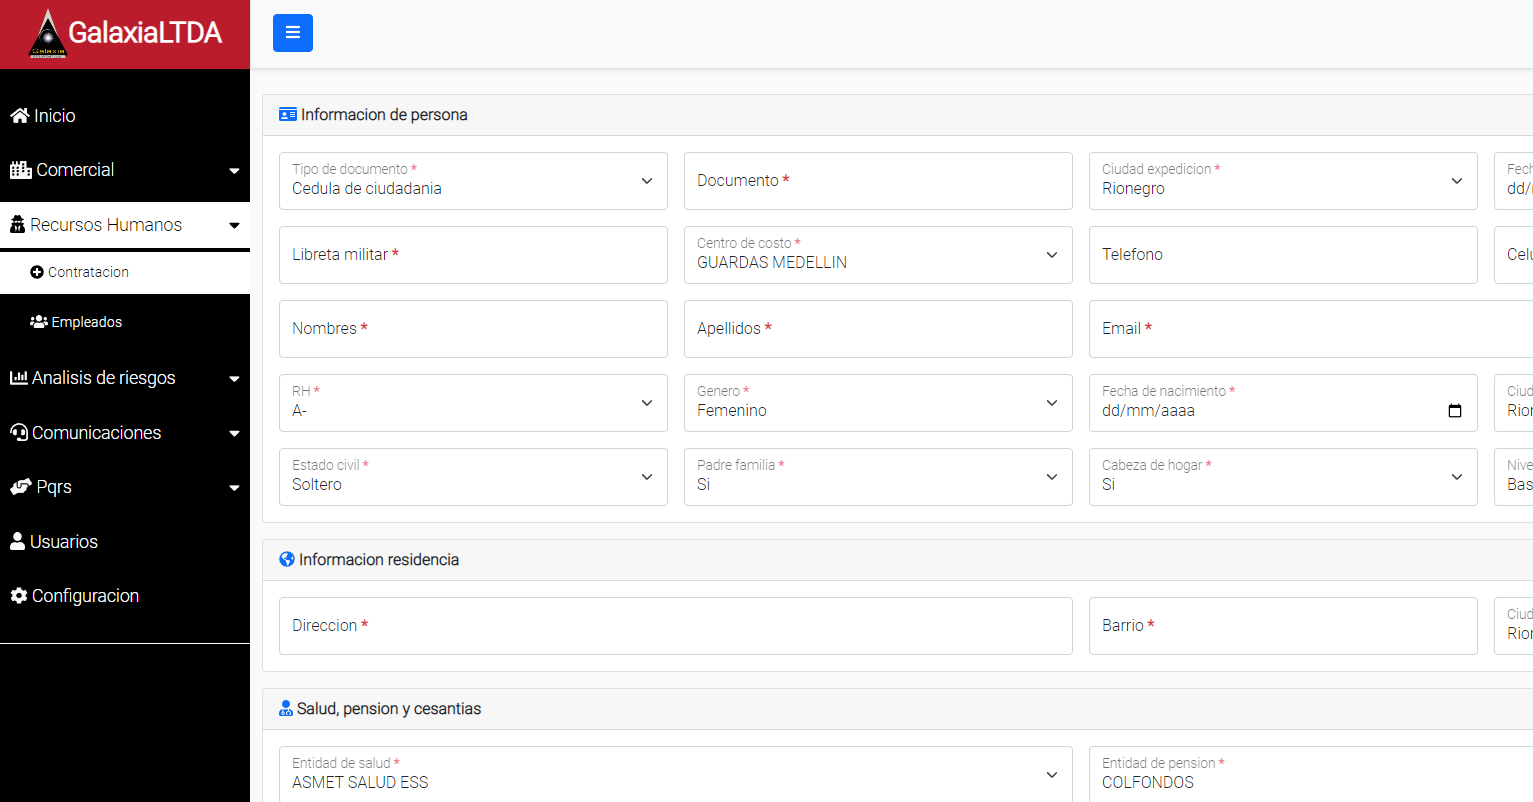 GalaxiaLTDA
Galaxia
Inicio
Comercial
Recursos Humanos
Contratacion
Empleados
Analisis de riesgos
Comunicaciones
Pqrs
Usuarios
Configuracion
Informacion de persona
Tipo de documento *
Cedula de ciudadania
Documento *
Ciudad expedicion *
Rionegro
Fech
dd/r
Libreta militar *
Centro de costo *
GUARDAS MEDELLIN
Telefono
Celu
Nombres *
Apellidos *
Email *
RH *
A-
Genero *
Femenino
Fecha de nacimiento *
dd/mm/aaaa
Ciud
Rion
Estado civil *
Soltero
Padre familia *
Si
Cabeza de hogar *
Si
Nive
Bas
Informacion residencia
Direccion *
Barrio *
Ciud
Rion
Salud, pension y cesantias
Entidad de salud *
ASMET SALUD ESS
Entidad de pension *
COLFONDOS